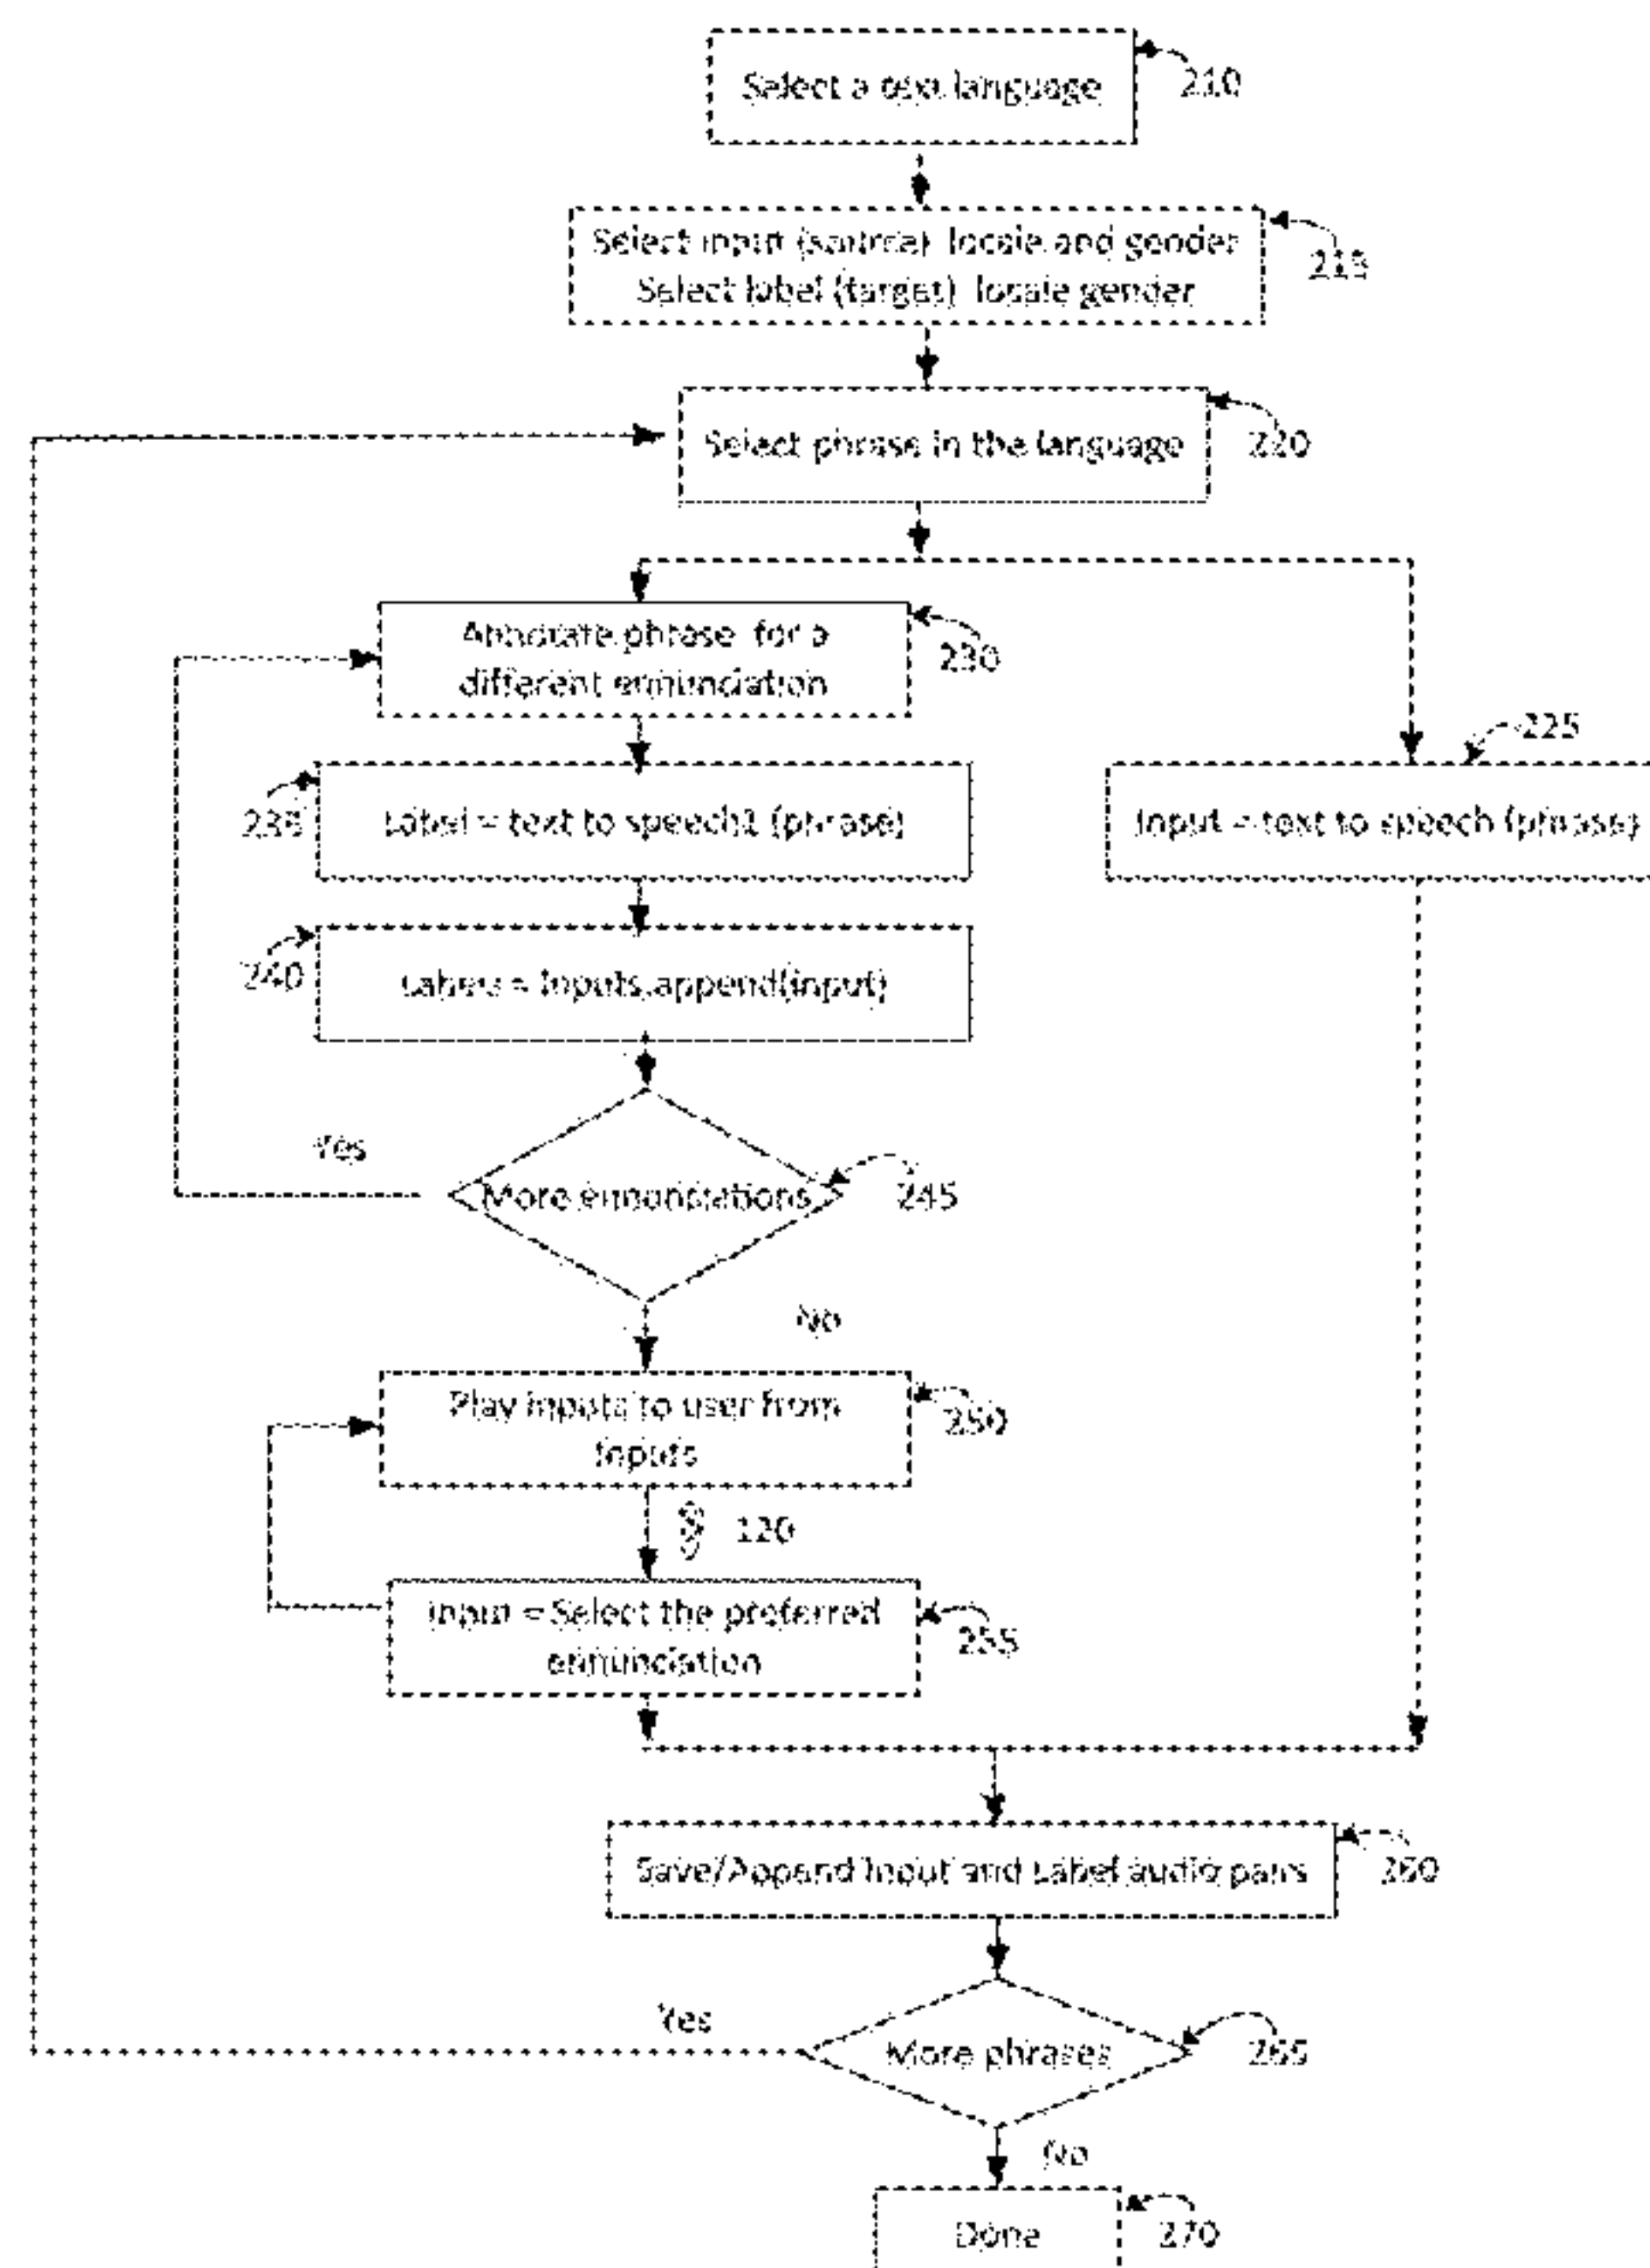 Select a text language
210
Select input (source) locale and gender
Select label (target) locale gender
215
Select phrase in the language
220
Annotate phrase for a
different ennunciation
230
225
235
Label = text to speech1 (phrase)
Input = text to speech (phrase)
240
Labels = Inputs.append(input)
Yes
More ennunciations
245
No
Play inputs to user from
Inputs
250
120
Input = Select the preferred
ennunciation
255
Save/Append Input and Label audio pairs
260
Yes
More phrases
265
No
Done
270